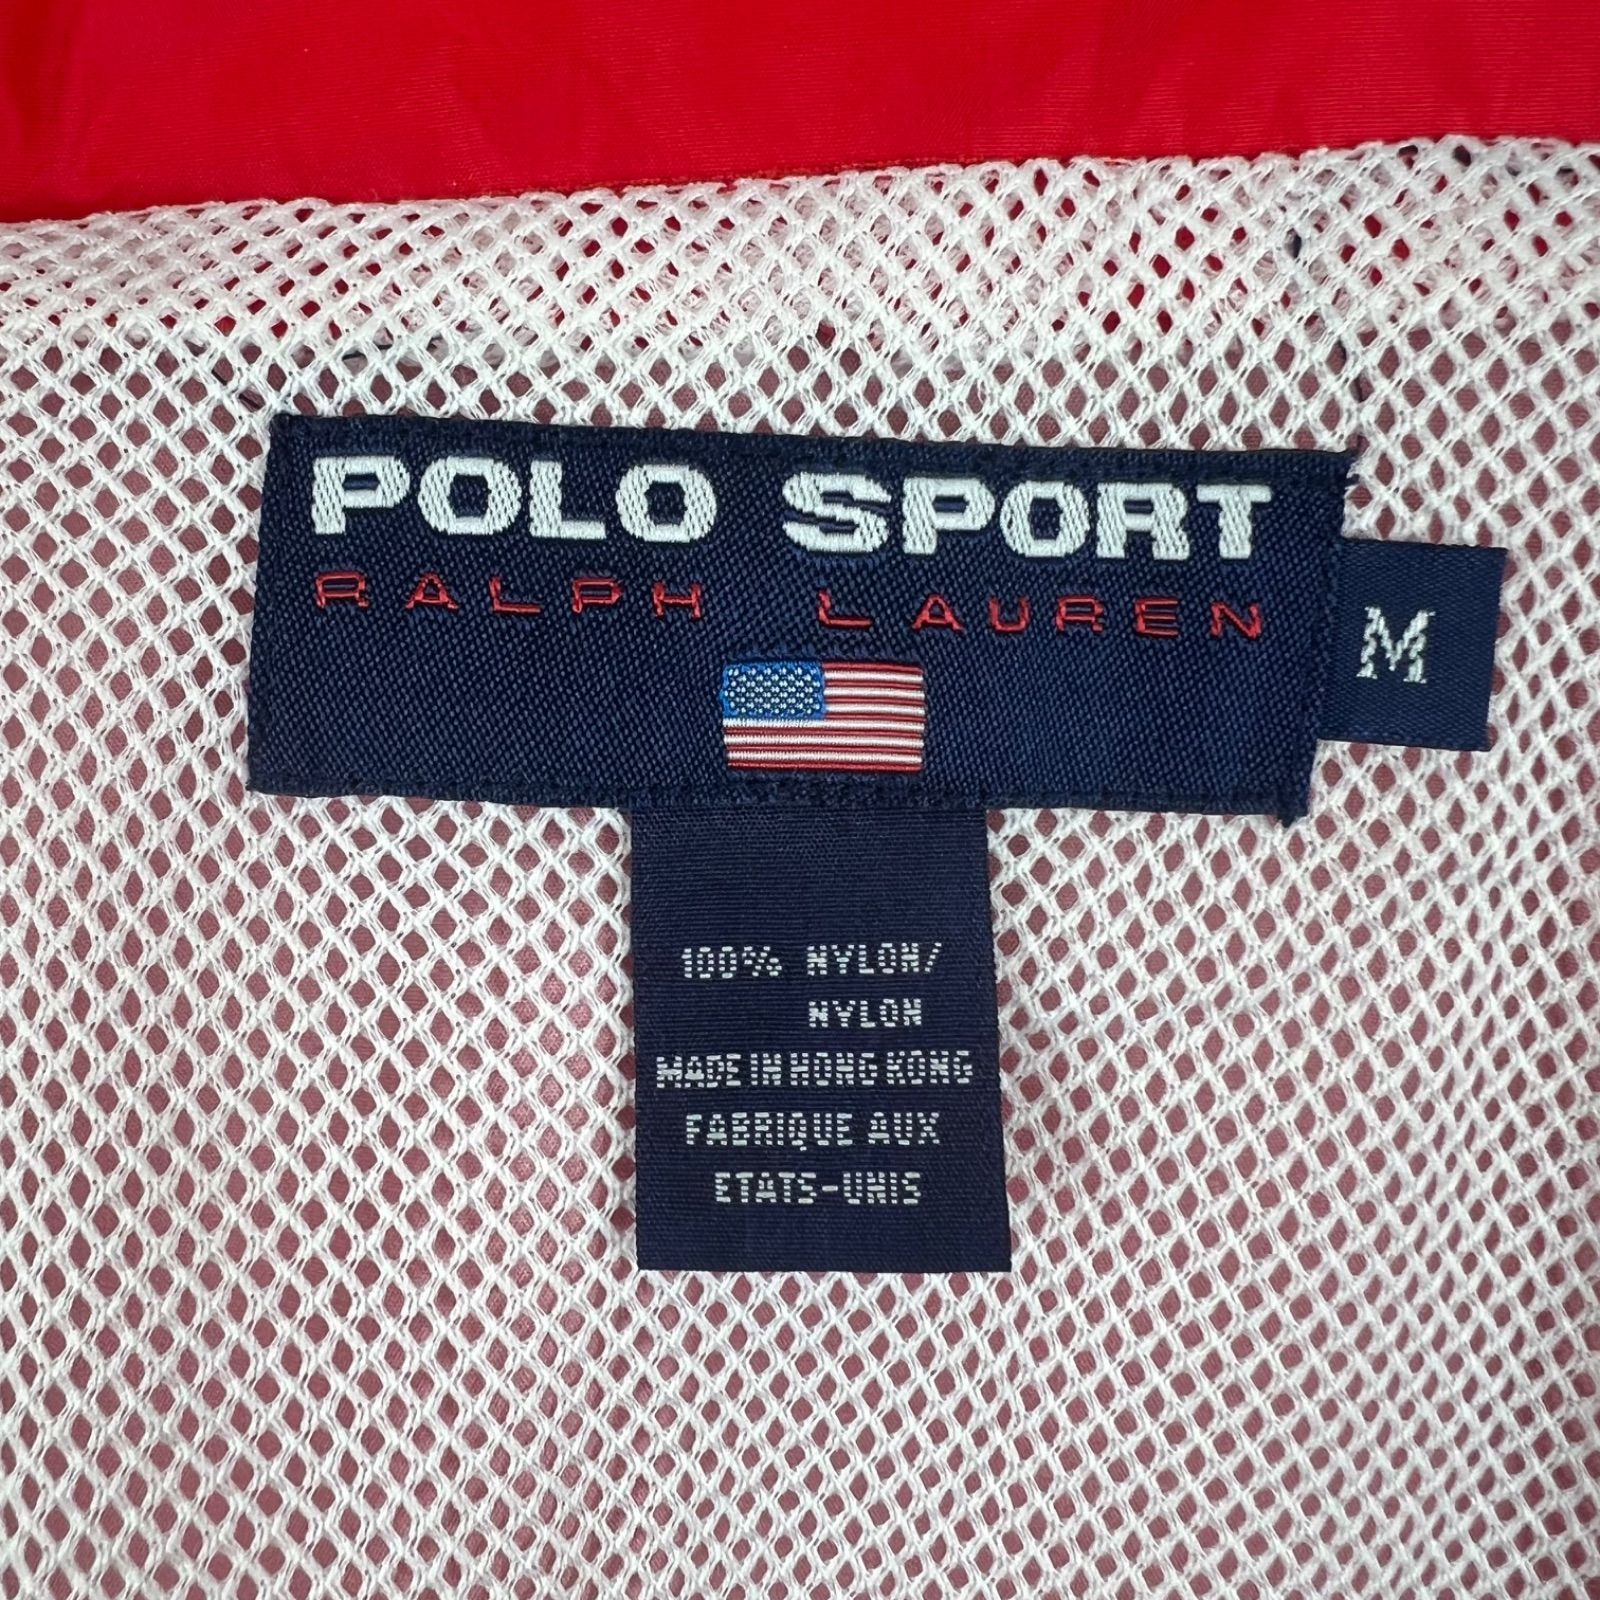 POLO SPORT
RALPH LAUREN
M
100% NYLON/
NYLON
MADE IN HONG KONG
FABRIQUE AUX
ETATS-UNIS